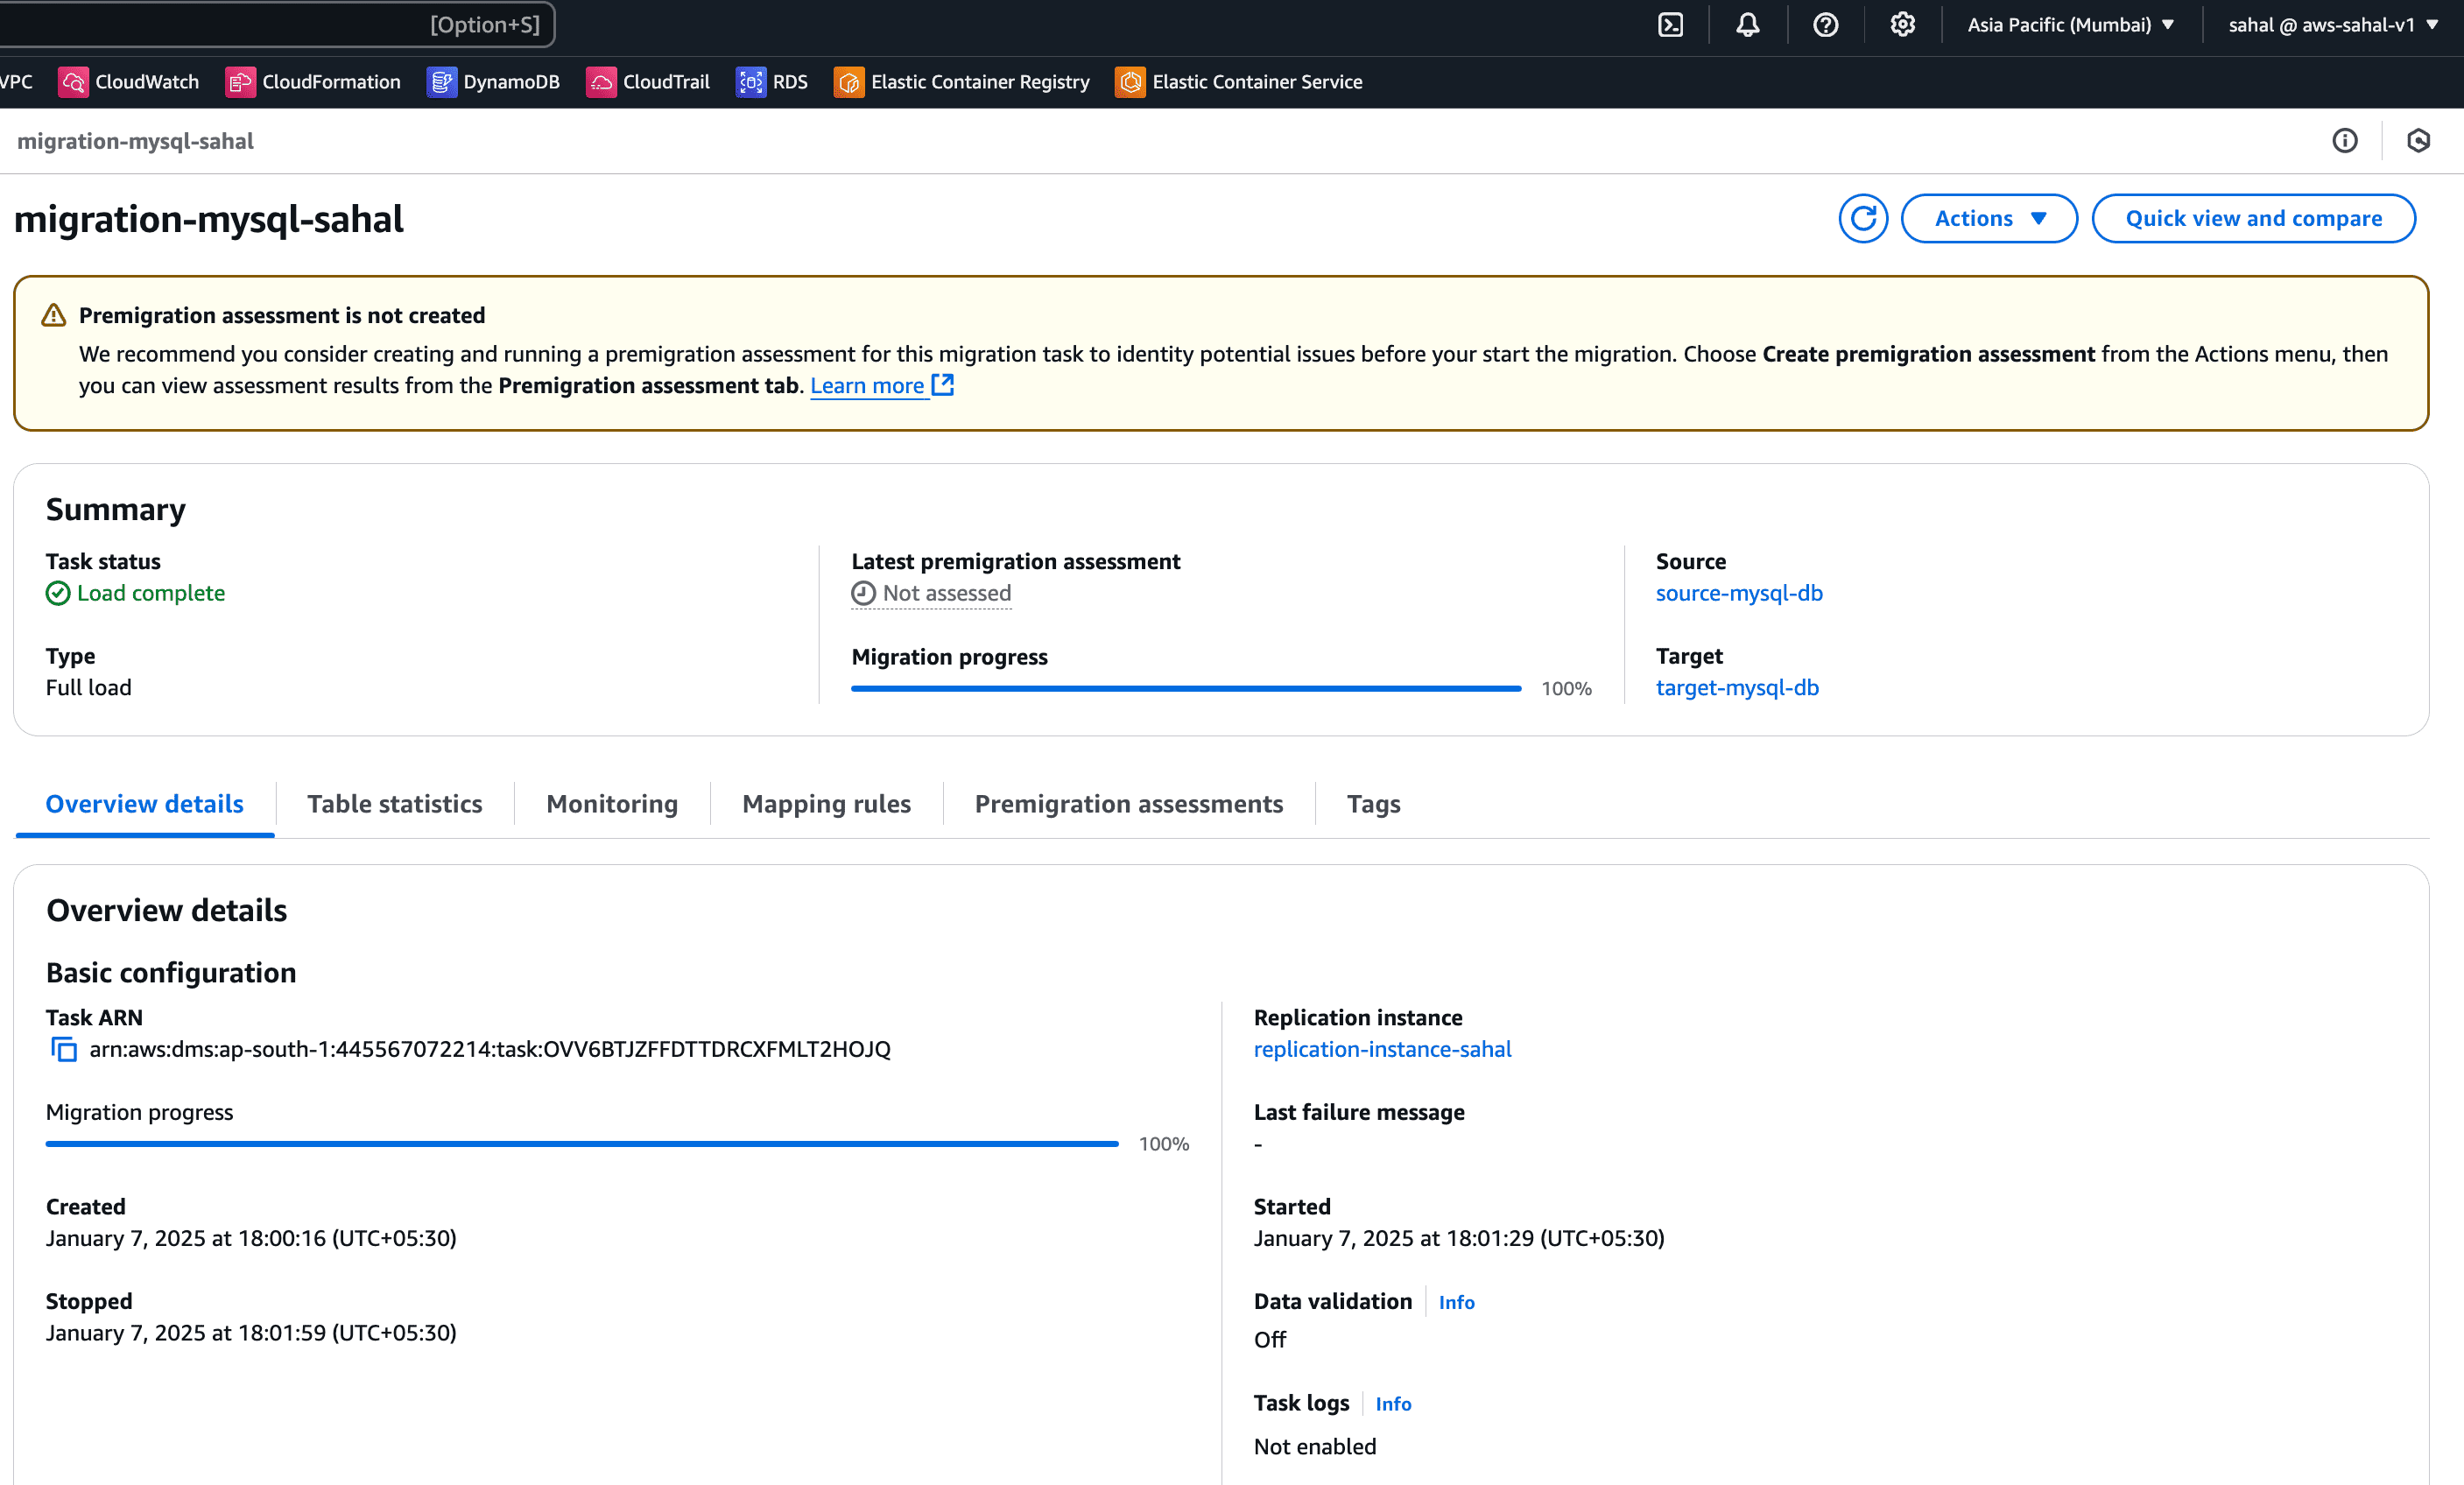 [Option+S]
Asia Pacific (Mumbai)
sahal @ aws-sahal-v1
VPC
CloudWatch
CloudFormation
DynamoDB
CloudTrail
RDS
Elastic Container Registry
Elastic Container Service
migration-mysql-sahal
migration-mysql-sahal
Actions
Quick view and compare
Premigration assessment is not created
We recommend you consider creating and running a premigration assessment for this migration task to identity potential issues before your start the migration. Choose Create premigration assessment from the Actions menu, then
you can view assessment results from the Premigration assessment tab. Learn more
Summary
Task status
Load complete
Type
Full load
Latest premigration assessment
Not assessed
Migration progress
100%
Source
source-mysql-db
Target
target-mysql-db
Overview details
Table statistics
Monitoring
Mapping rules
Premigration assessments
Tags
Overview details
Basic configuration
Task ARN
arn:aws:dms:ap-south-1:445567072214:task:OVV6BTJZFFDTTDRCXFMLT2HOJQ
Migration progress
100%
Created
January 7, 2025 at 18:00:16 (UTC+05:30)
Stopped
January 7, 2025 at 18:01:59 (UTC+05:30)
Replication instance
replication-instance-sahal
Last failure message
-
Started
January 7, 2025 at 18:01:29 (UTC+05:30)
Data validation
Info
Off
Task logs
Info
Not enabled